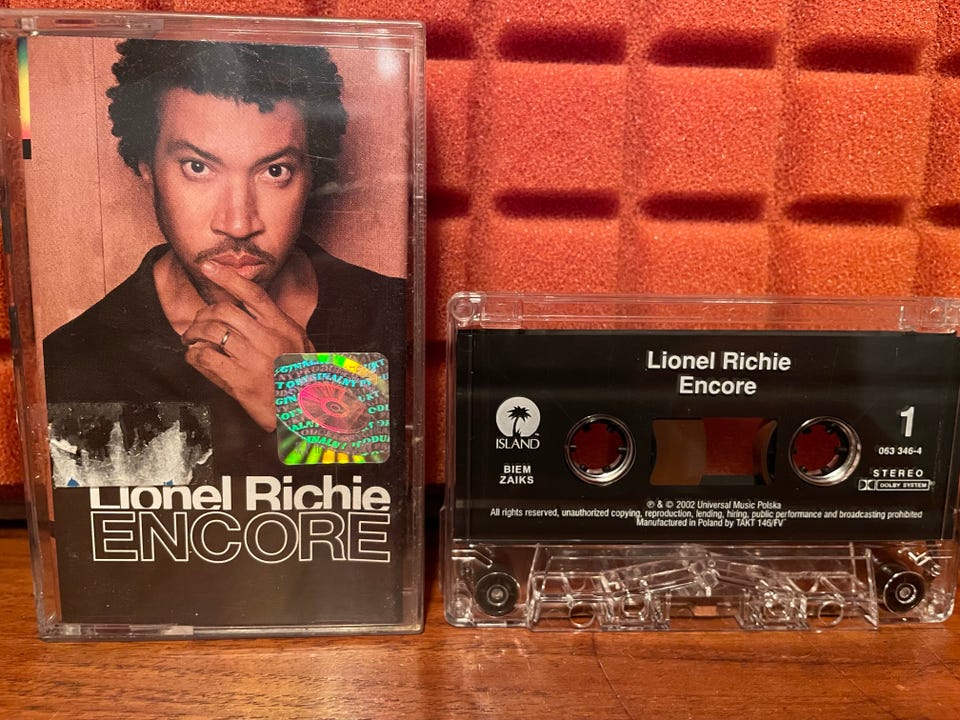 Lionel Richie
ENCORE
Lionel Richie
Encore
ISLAND
BIEM
ZAIKS
1
063 346-4
STEREO
DOLBY SYSTEM
℗ & © 2002 Universal Music Polska
All rights reserved, unauthorized copying, reproduction, lending, hiring, public performance and broadcasting prohibited
Manufactured in Poland by TAKT 146/FV